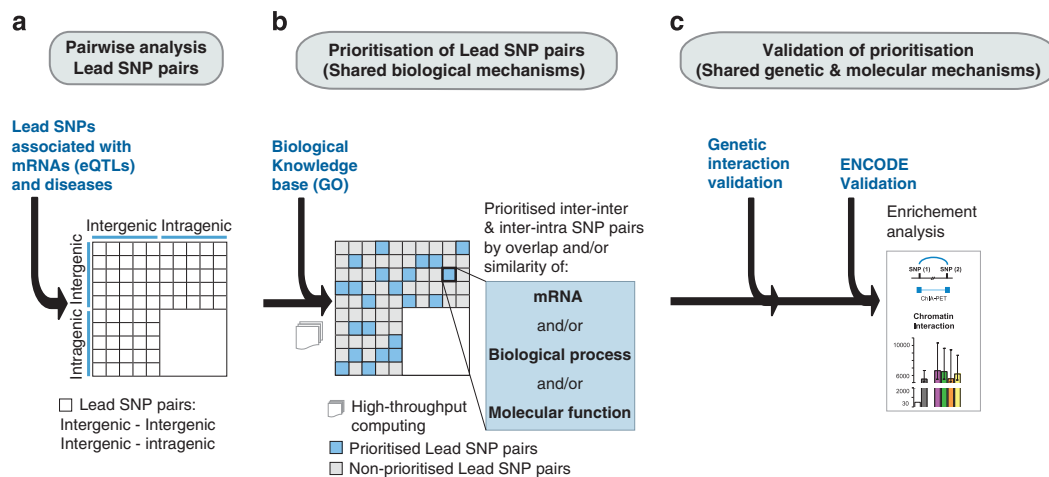 a
Pairwise analysis
Lead SNP pairs
Lead SNPs
associated with
mRNAs (eQTLs)
and diseases
Intergenic Intragenic
Intergenic
Intragenic
Lead SNP pairs:
Intergenic - Intergenic
Intergenic - intragenic
b
Prioritisation of Lead SNP pairs
(Shared biological mechanisms)
Biological
Knowledge
base (GO)
Prioritised inter-inter
& inter-intra SNP pairs
by overlap and/or
similarity of:
mRNA
and/or
Biological process
and/or
Molecular function
High-throughput
computing
Prioritised Lead SNP pairs
Non-prioritised Lead SNP pairs
c
Validation of prioritisation
(Shared genetic & molecular mechanisms)
Genetic
interaction
validation
ENCODE
Validation
Enrichement
analysis
SNP (1) SNP (2)
ChIA-PET
Chromatin
Interaction
10000
6000
2000
30